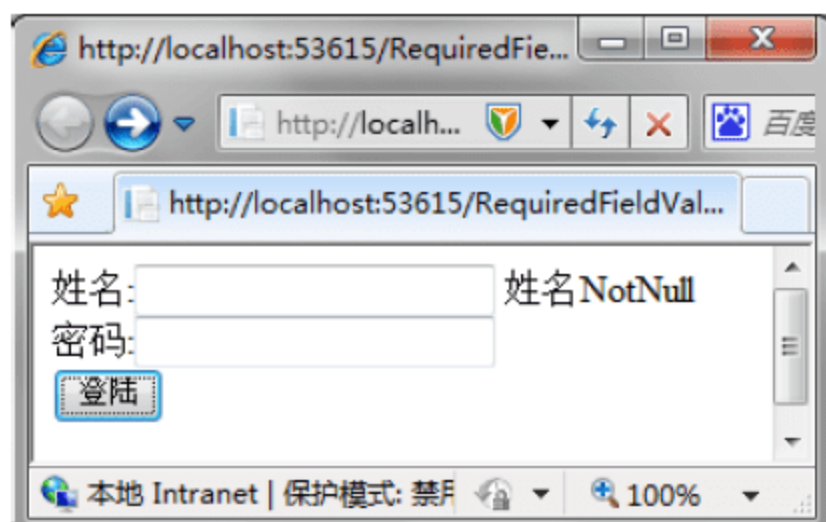 http://localhost:53615/RequiredFie...
http://localh...
百度
http://localhost:53615/RequiredFieldVal...
姓名: 姓名NotNull
密码:
登陆
本地 Intranet | 保护模式: 禁用 100%